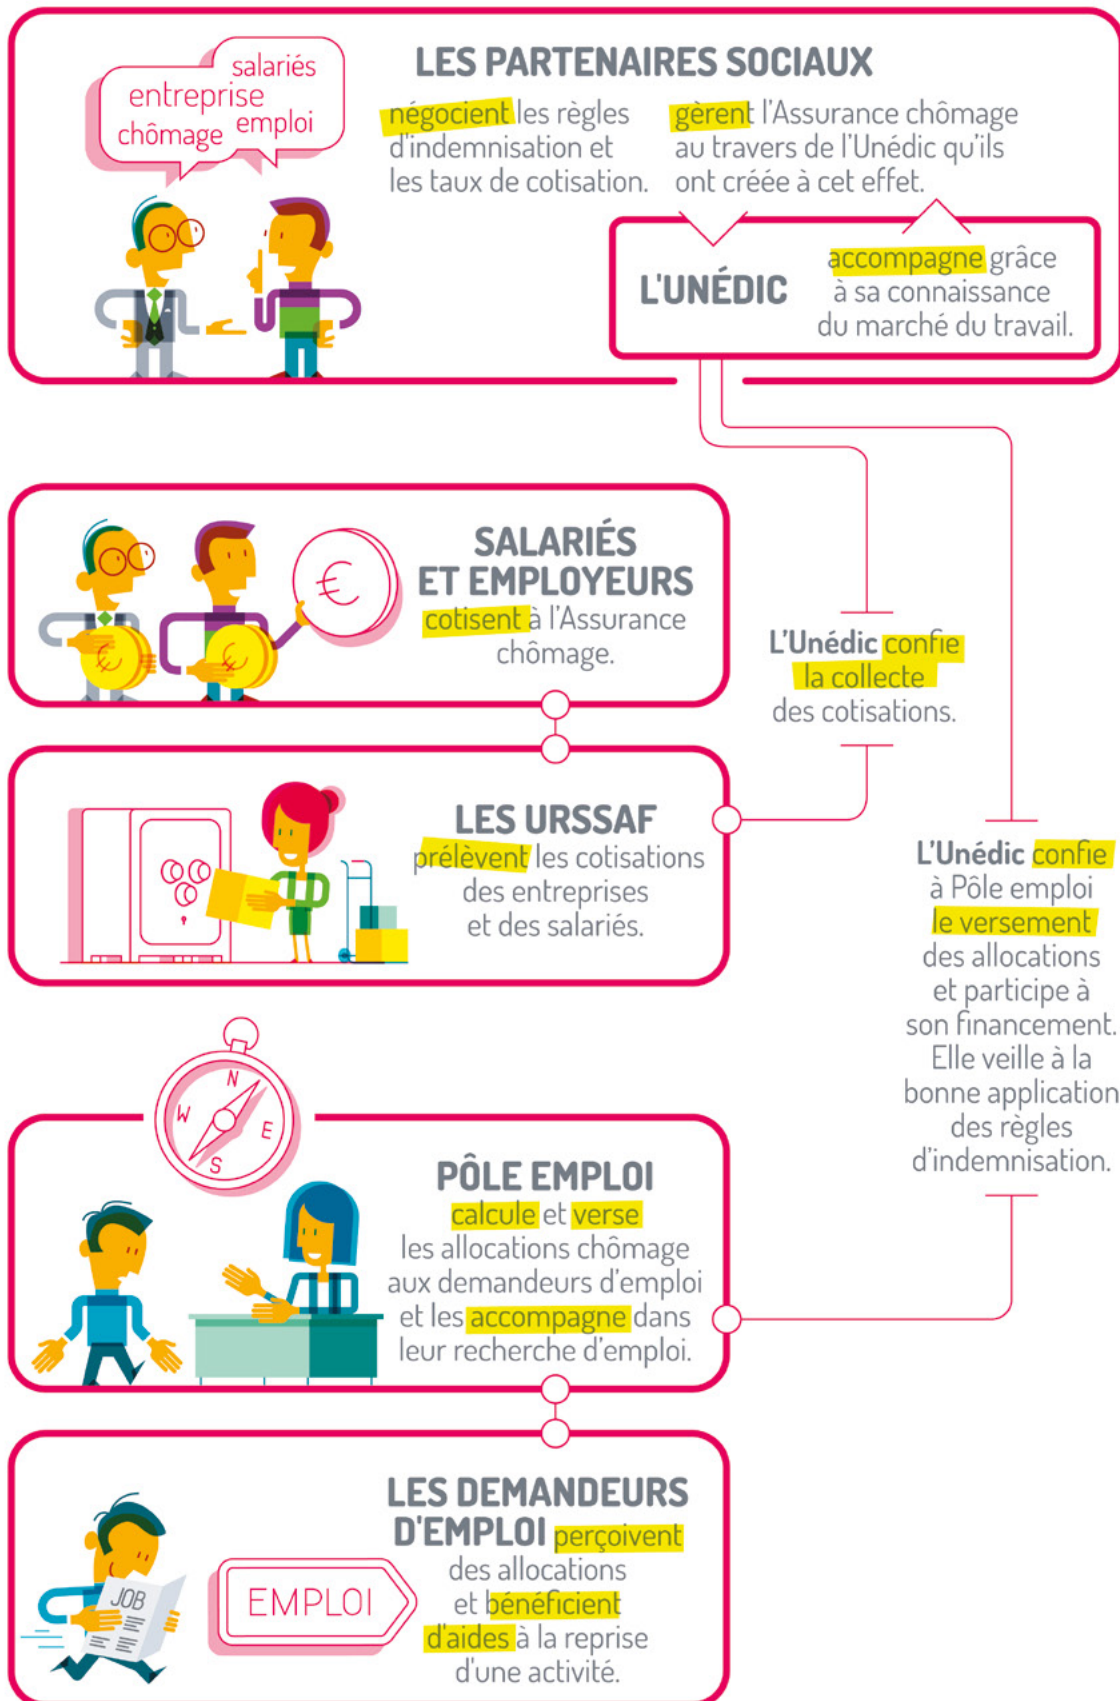 salariés
entreprise
chômage emploi
LES PARTENAIRES SOCIAUX
négocient les règles
d'indemnisation et
les taux de cotisation.
gèrent l'Assurance chômage
au travers de l'Unédic qu'ils
ont créée à cet effet.
L'UNÉDIC
accompagne grâce
à sa connaissance
du marché du travail.
SALARIÉS
ET EMPLOYEURS
cotisent à l'Assurance
chômage.
€
€
€
L'Unédic confie
la collecte
des cotisations.
LES URSSAF
prélèvent les cotisations
des entreprises
et des salariés.
L'Unédic confie
à Pôle emploi
le versement
des allocations
et participe à
son financement.
Elle veille à la
bonne application
des règles
d'indemnisation.
N
W
E
S
PÔLE EMPLOI
calcule et verse
les allocations chômage
aux demandeurs d'emploi
et les accompagne dans
leur recherche d'emploi.
LES DEMANDEURS
D'EMPLOI perçoivent
des allocations
et bénéficient
d'aides à la reprise
d'une activité.
JOB
EMPLOI